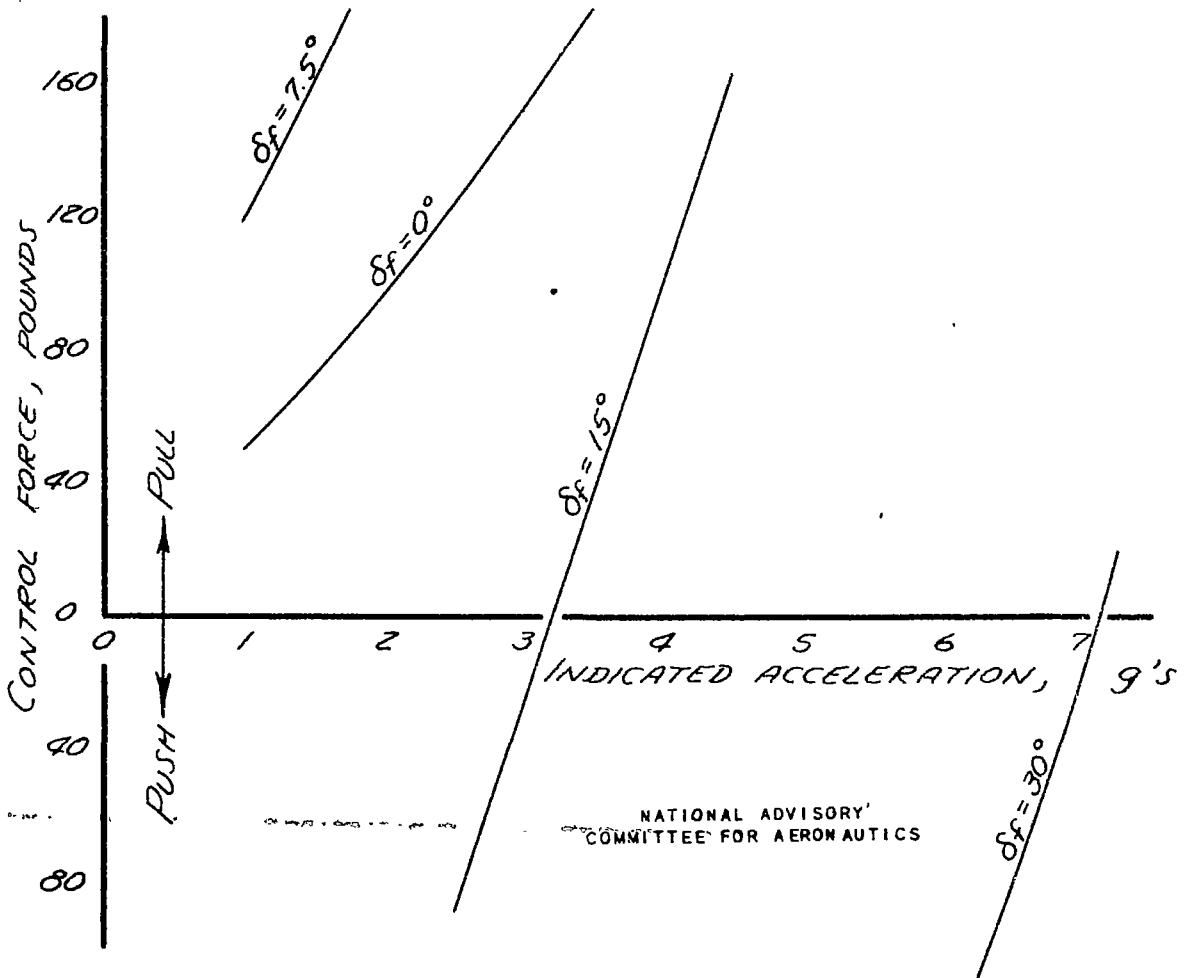 160
120
80
40
0
40
80
CONTROL FORCE, POUNDS
PULL
PUSH
δf = 7.5°
δf = 0°
δf = 15°
δf = 30°
0 1 2 3 4 5 6 7
INDICATED ACCELERATION, g's
NATIONAL ADVISORY
COMMITTEE FOR AERONAUTICS